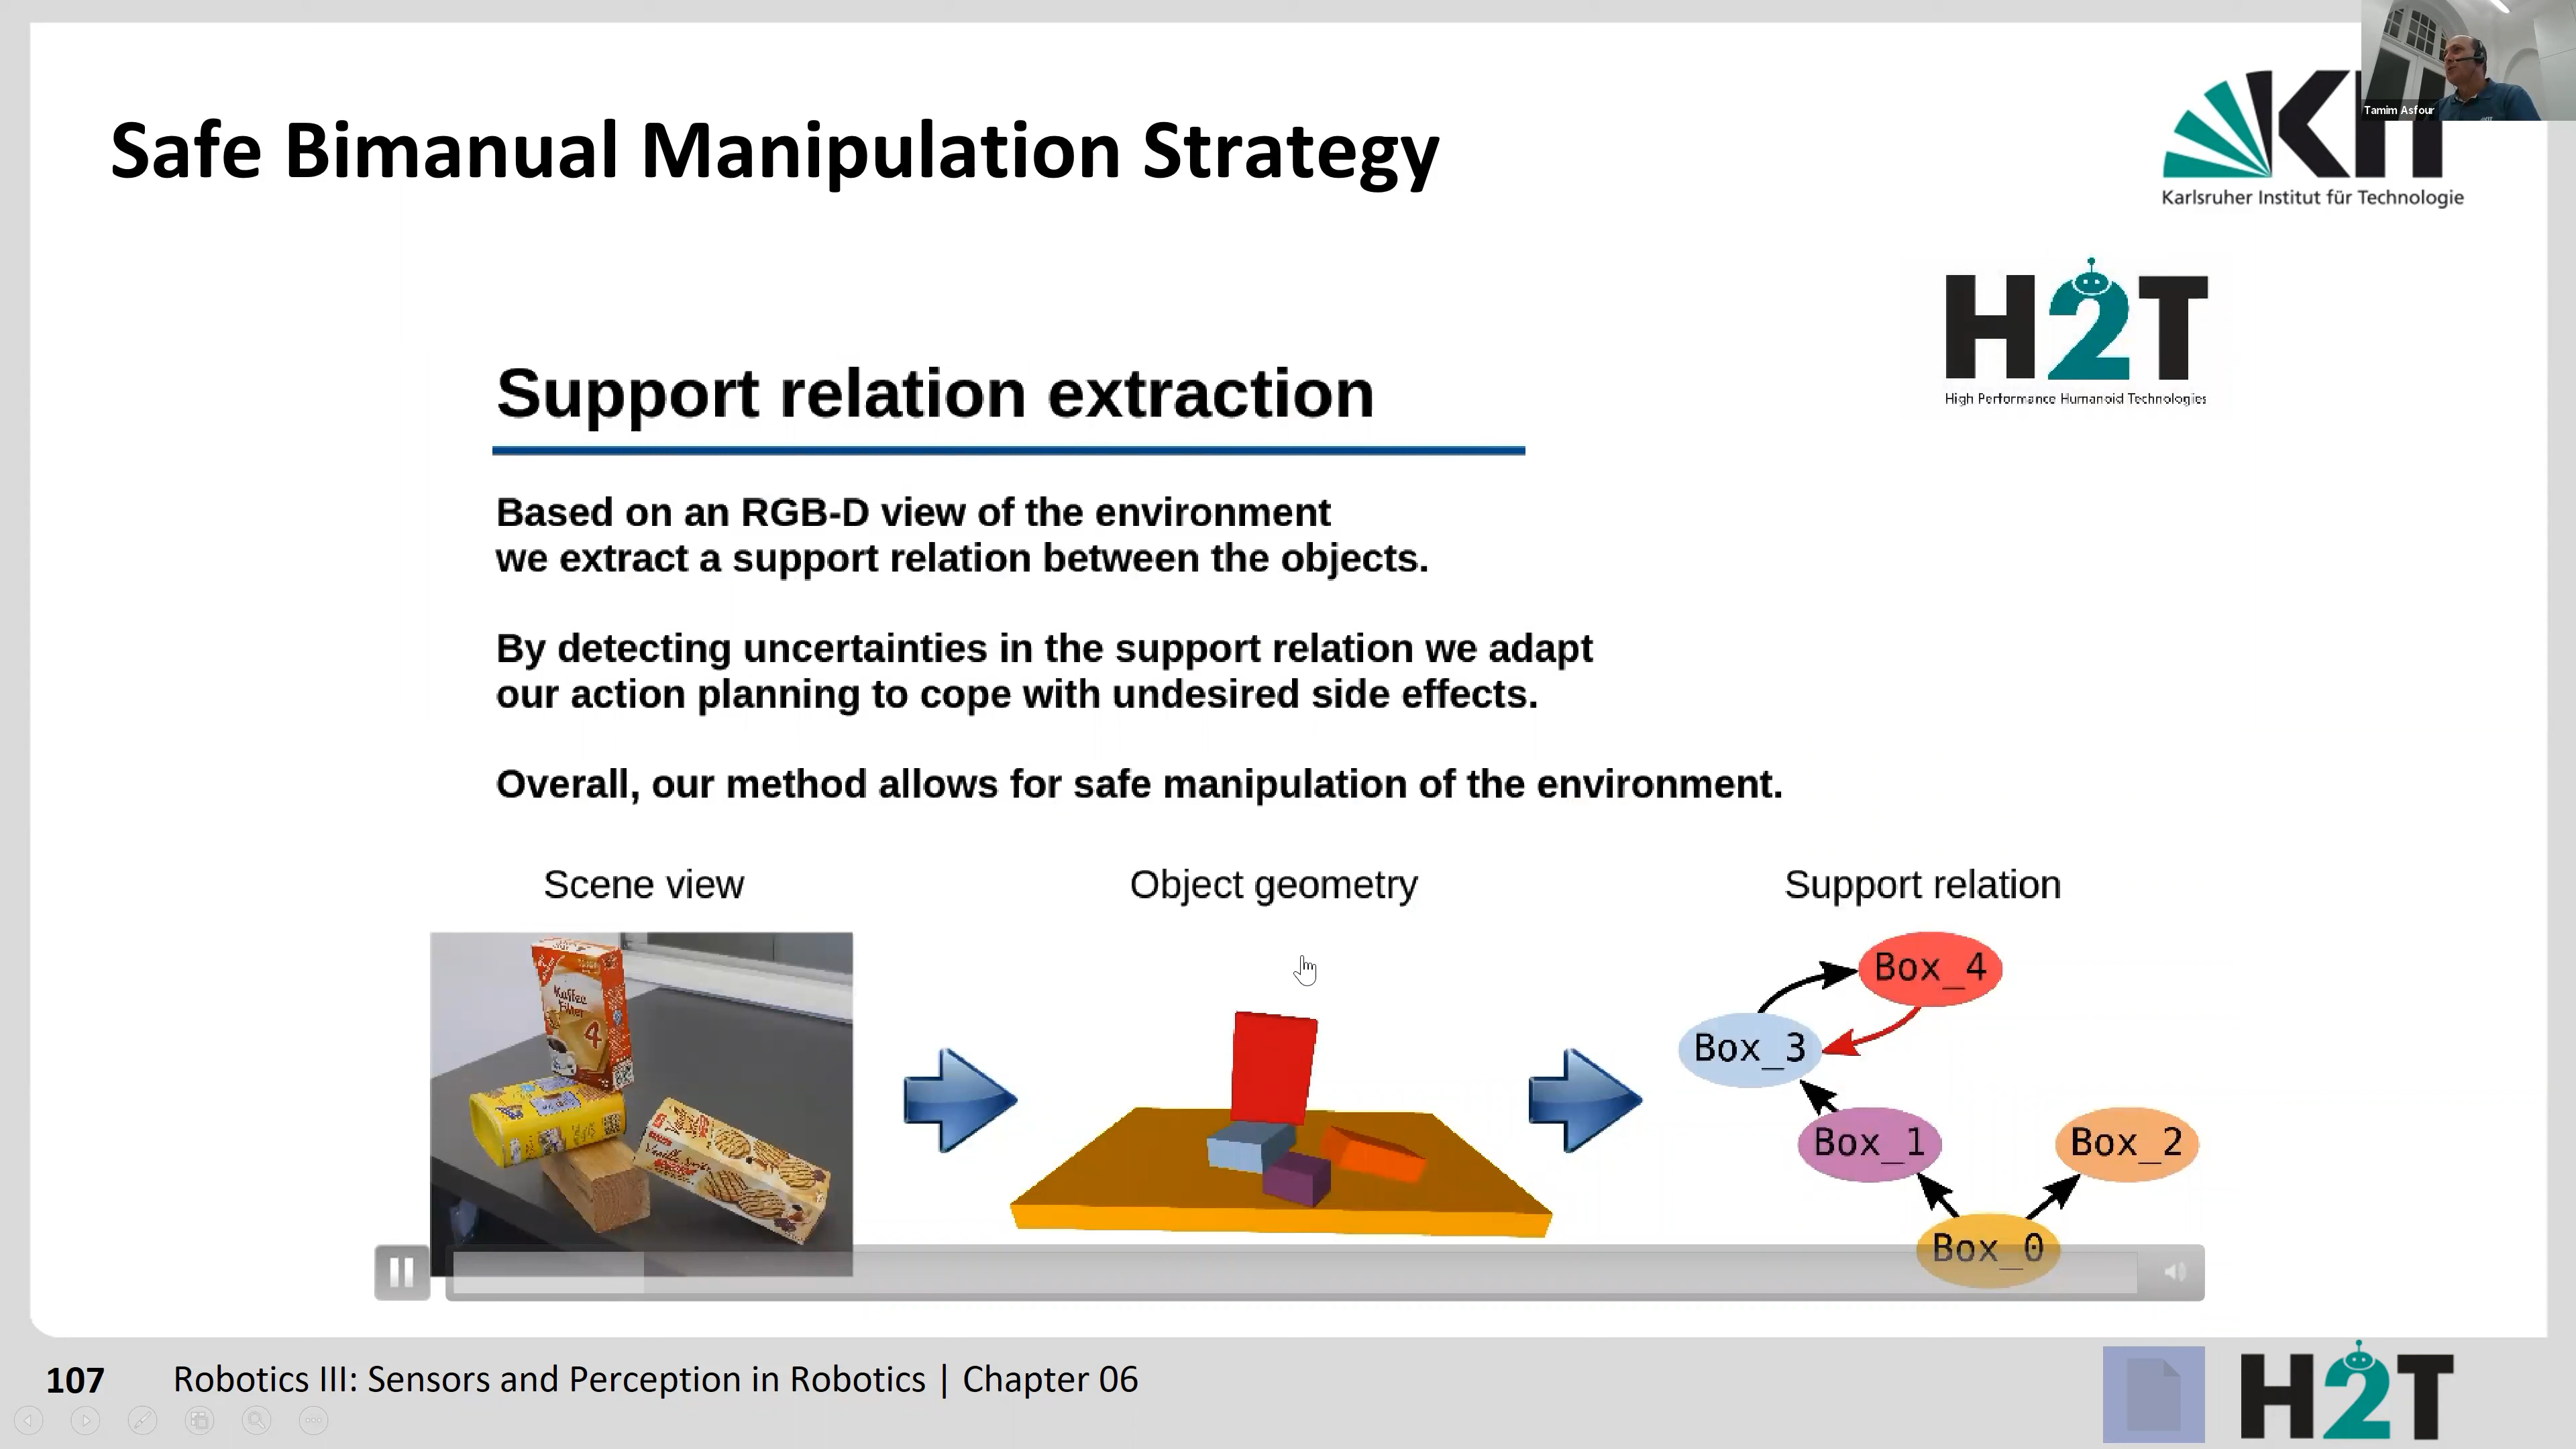 Safe Bimanual Manipulation Strategy
Tamim Asfour
Karlsruher Institut für Technologie
H2T
High Performance Humanoid Technologies
Support relation extraction
Based on an RGB-D view of the environment
we extract a support relation between the objects.
By detecting uncertainties in the support relation we adapt
our action planning to cope with undesired side effects.
Overall, our method allows for safe manipulation of the environment.
Scene view
Object geometry
Support relation
Kaffee
Filter
4
Box_4
Box_3
Box_1
Box_2
Box_0
107
Robotics III: Sensors and Perception in Robotics | Chapter 06
H2T